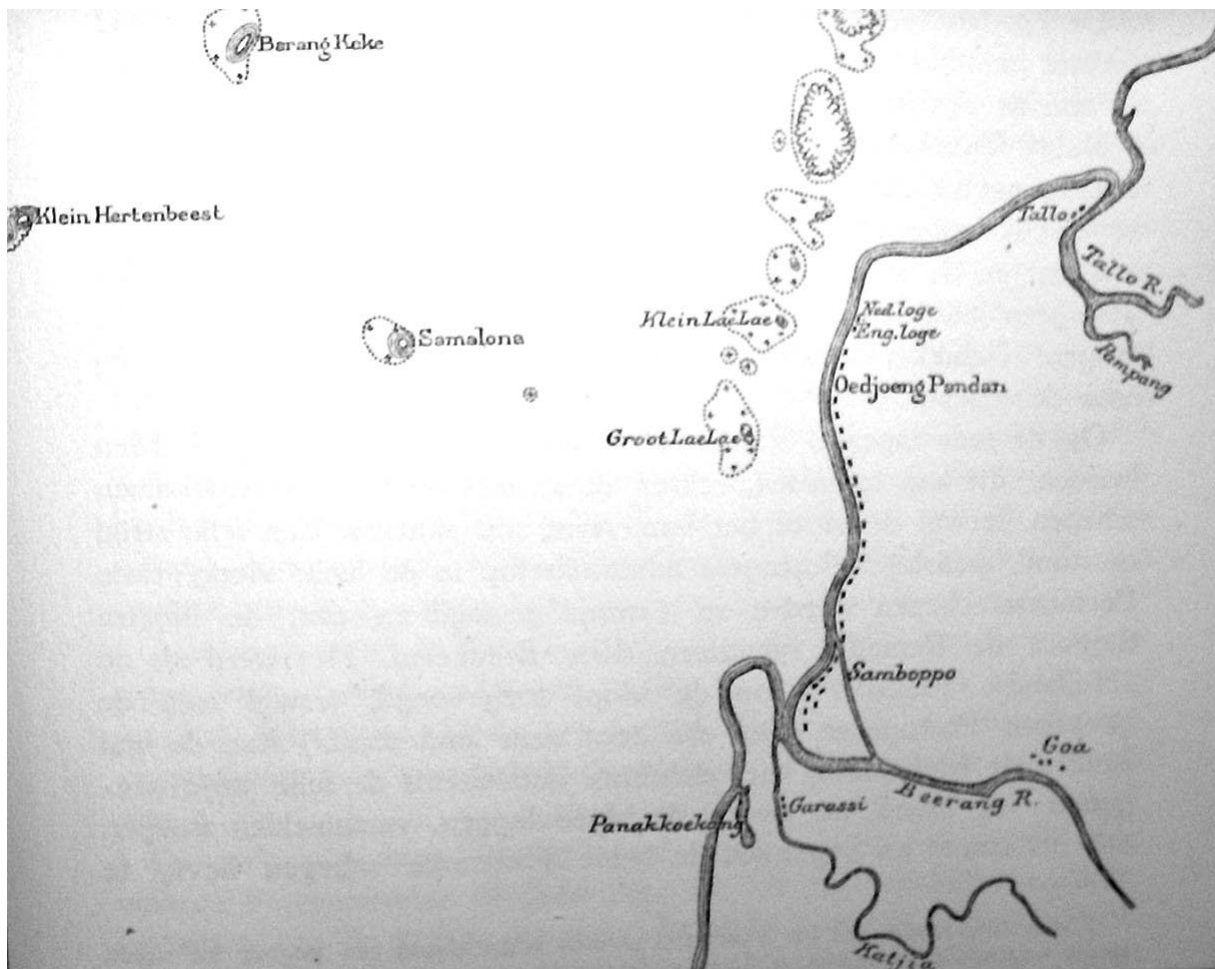 Barang Keke
Klein Hertenbeest
Tallo
Tallo R.
Klein LaeLae
Ned. loge
Eng. loge
Samalona
Pampang
Oedjoeng Pandan
Groot LaeLae
Samboppo
Goa
Beerang R.
Garassi
Panakkoekang
Katjia